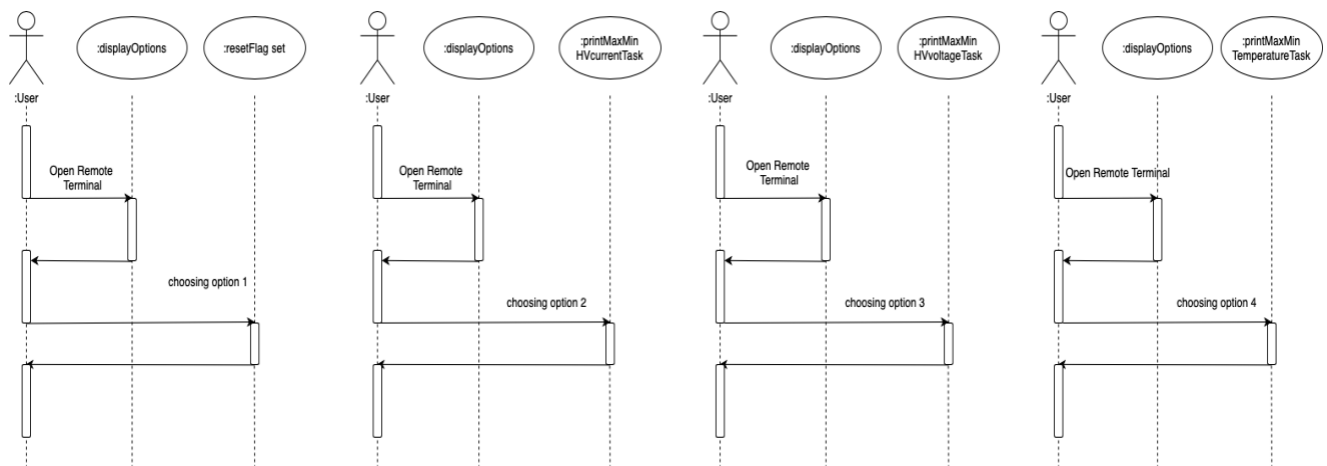 :displayOptions
:resetFlag set
:User
Open Remote
Terminal
choosing option 1
:displayOptions
:printMaxMin
HVcurrentTask
:User
Open Remote
Terminal
choosing option 2
:displayOptions
:printMaxMin
HVvoltageTask
:User
Open Remote
Terminal
choosing option 3
:displayOptions
:printMaxMin
TemperatureTask
:User
Open Remote Terminal
choosing option 4